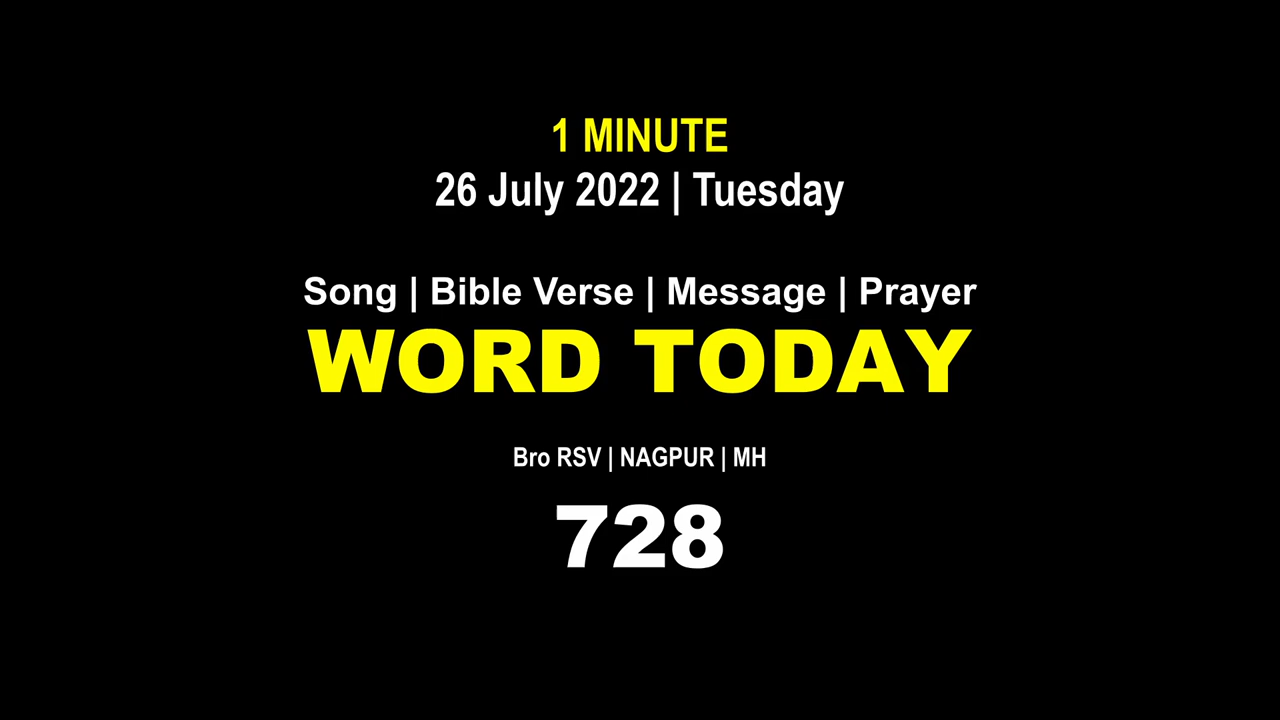 1 MINUTE
26 July 2022 | Tuesday
Song | Bible Verse | Message | Prayer
WORD TODAY
Bro RSV | NAGPUR | MH
728